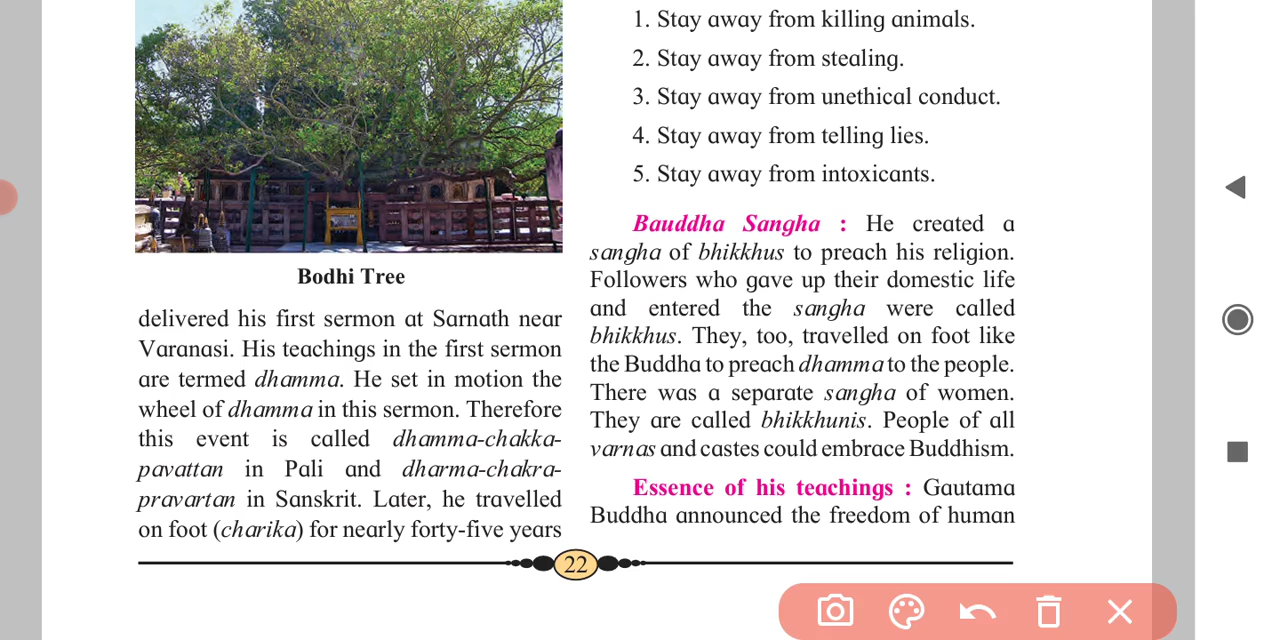 Bodhi Tree
delivered his first sermon at Sarnath near
Varanasi. His teachings in the first sermon
are termed dhamma. He set in motion the
wheel of dhamma in this sermon. Therefore
this event is called dhamma-chakka-
pavattan in Pali and dharma-chakra-
pravartan in Sanskrit. Later, he travelled
on foot (charika) for nearly forty-five years
1. Stay away from killing animals.
2. Stay away from stealing.
3. Stay away from unethical conduct.
4. Stay away from telling lies.
5. Stay away from intoxicants.
Bauddha Sangha : He created a
sangha of bhikkhus to preach his religion.
Followers who gave up their domestic life
and entered the sangha were called
bhikkhus. They, too, travelled on foot like
the Buddha to preach dhamma to the people.
There was a separate sangha of women.
They are called bhikkhunis. People of all
varnas and castes could embrace Buddhism.
Essence of his teachings : Gautama
Buddha announced the freedom of human
22